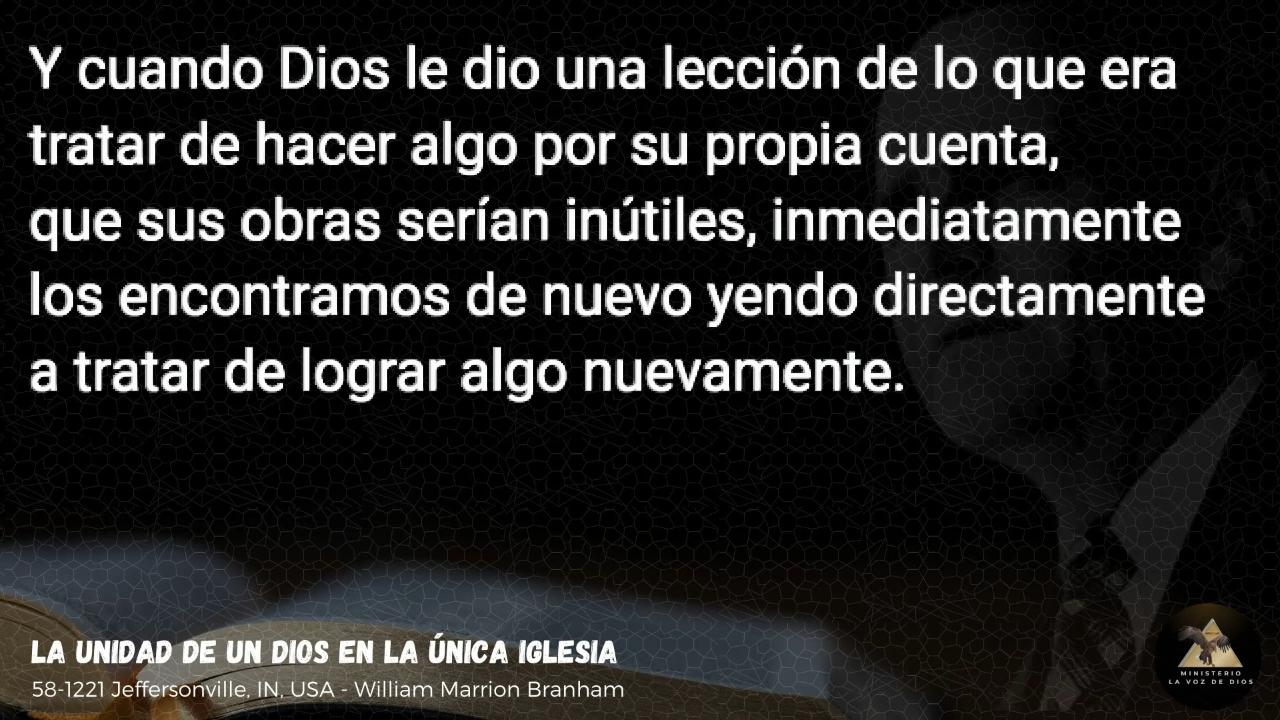 Y cuando Dios le dio una lección de lo que era
tratar de hacer algo por su propia cuenta,
que sus obras serían inútiles, inmediatamente
los encontramos de nuevo yendo directamente
a tratar de lograr algo nuevamente.
LA UNIDAD DE UN DIOS EN LA ÚNICA IGLESIA
58-1221 Jeffersonville, IN, USA - William Marrion Branham
MINISTERIO
LA VOZ DE DIOS